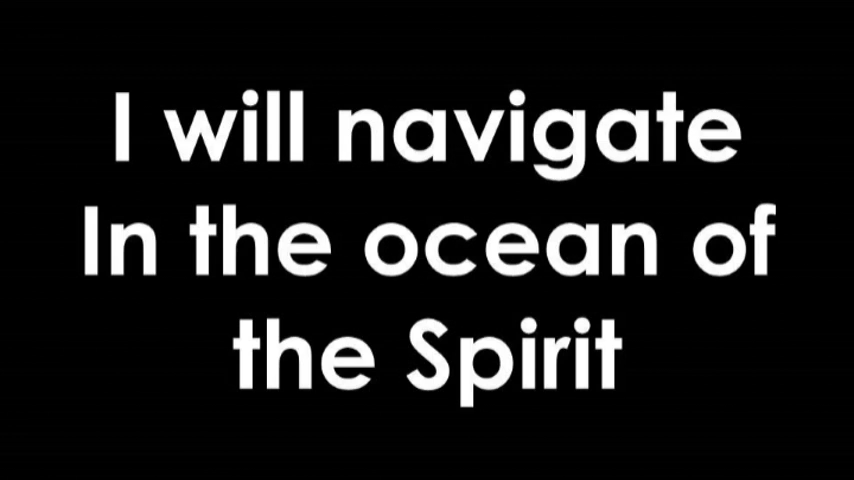 I will navigate
In the ocean of
the Spirit